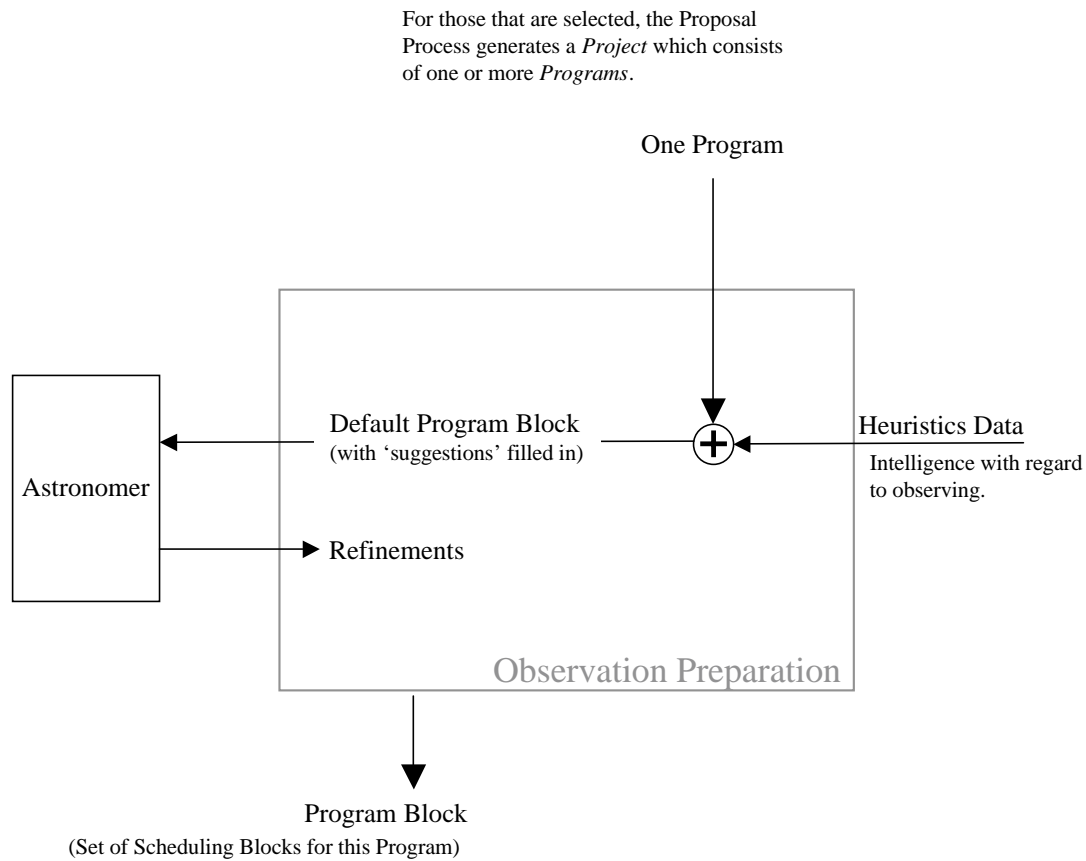 For those that are selected, the Proposal
Process generates a Project which consists
of one or more Programs.
One Program
Default Program Block
(with ‘suggestions’ filled in)
Heuristics Data
Intelligence with regard
to observing.
Astronomer
Refinements
Observation Preparation
Program Block
(Set of Scheduling Blocks for this Program)